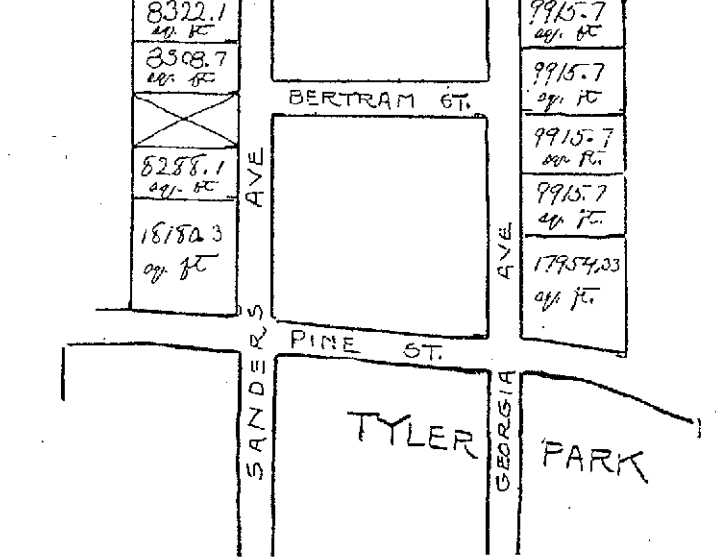 8322.1
sq. ft
8308.7
sq. ft
8288.1
sq. ft
18180.3
sq. ft
SANDERS AVE
BERTRAM ST.
PINE ST.
GEORGIA AVE
9915.7
sq. ft
9915.7
sq. ft
9915.7
sq. ft.
9915.7
sq. ft.
17954.33
sq. ft.
TYLER PARK